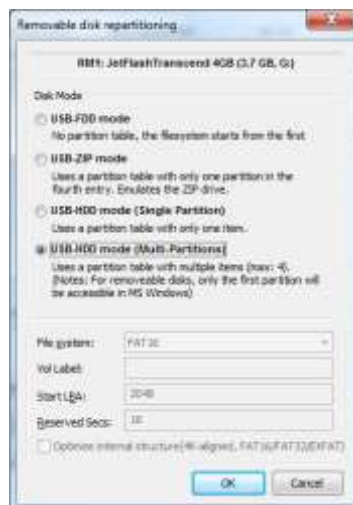 Removable disk repartitioning
RM1: JetFlashTranscend 4GB (3.7 GB, G:)
Disk Mode
USB-FDD mode
No partition table, the filesystem starts from the first
USB-ZIP mode
Uses a partition table with only one partition in the
fourth entry. Emulates the ZIP drive.
USB-HDD mode (Single Partition)
Uses a partition table with only one item.
USB-HDD mode (Multi-Partitions)
Uses a partition table with multiple items (max: 4).
(Notes: For removeable disks, only the first partition will
be accessible in MS Windows)
File system:
Vol Label:
Start LBA: 2048
Reserved Secs:
Optimize internal structure(4K-aligned, FAT16/FAT32/EXFAT)
OK Cancel